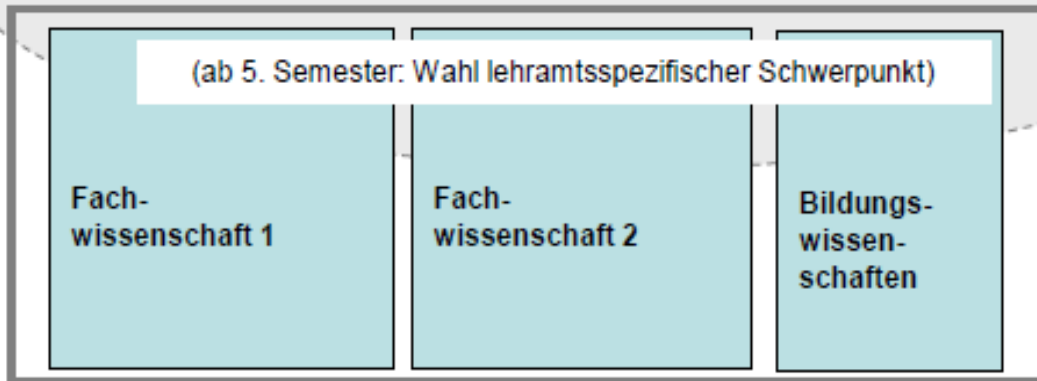 (ab 5. Semester: Wahl lehramtsspezifischer Schwerpunkt)
Fach-
wissenschaft 1
Fach-
wissenschaft 2
Bildungs-
wissen-
schaften